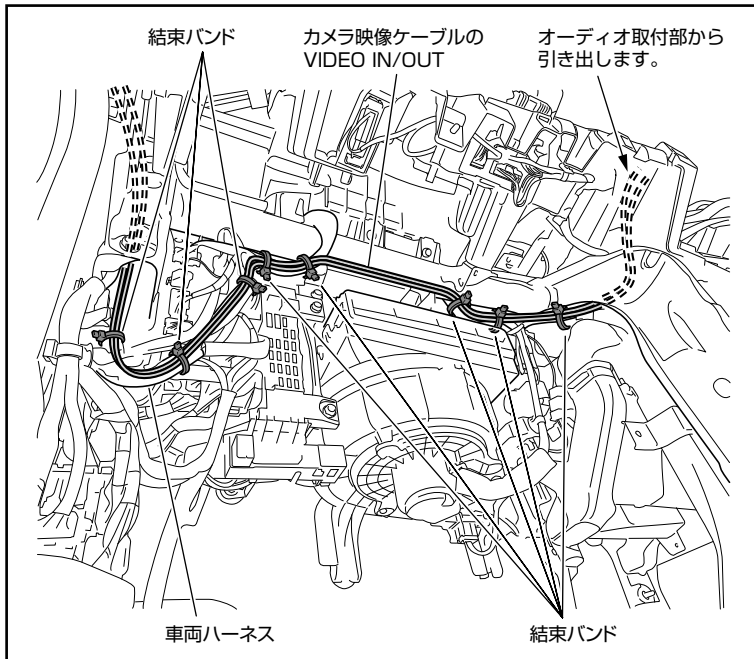 結束バンド
カメラ映像ケーブルの
VIDEO IN/OUT
オーディオ取付部から
引き出します。
車両ハーネス
結束バンド